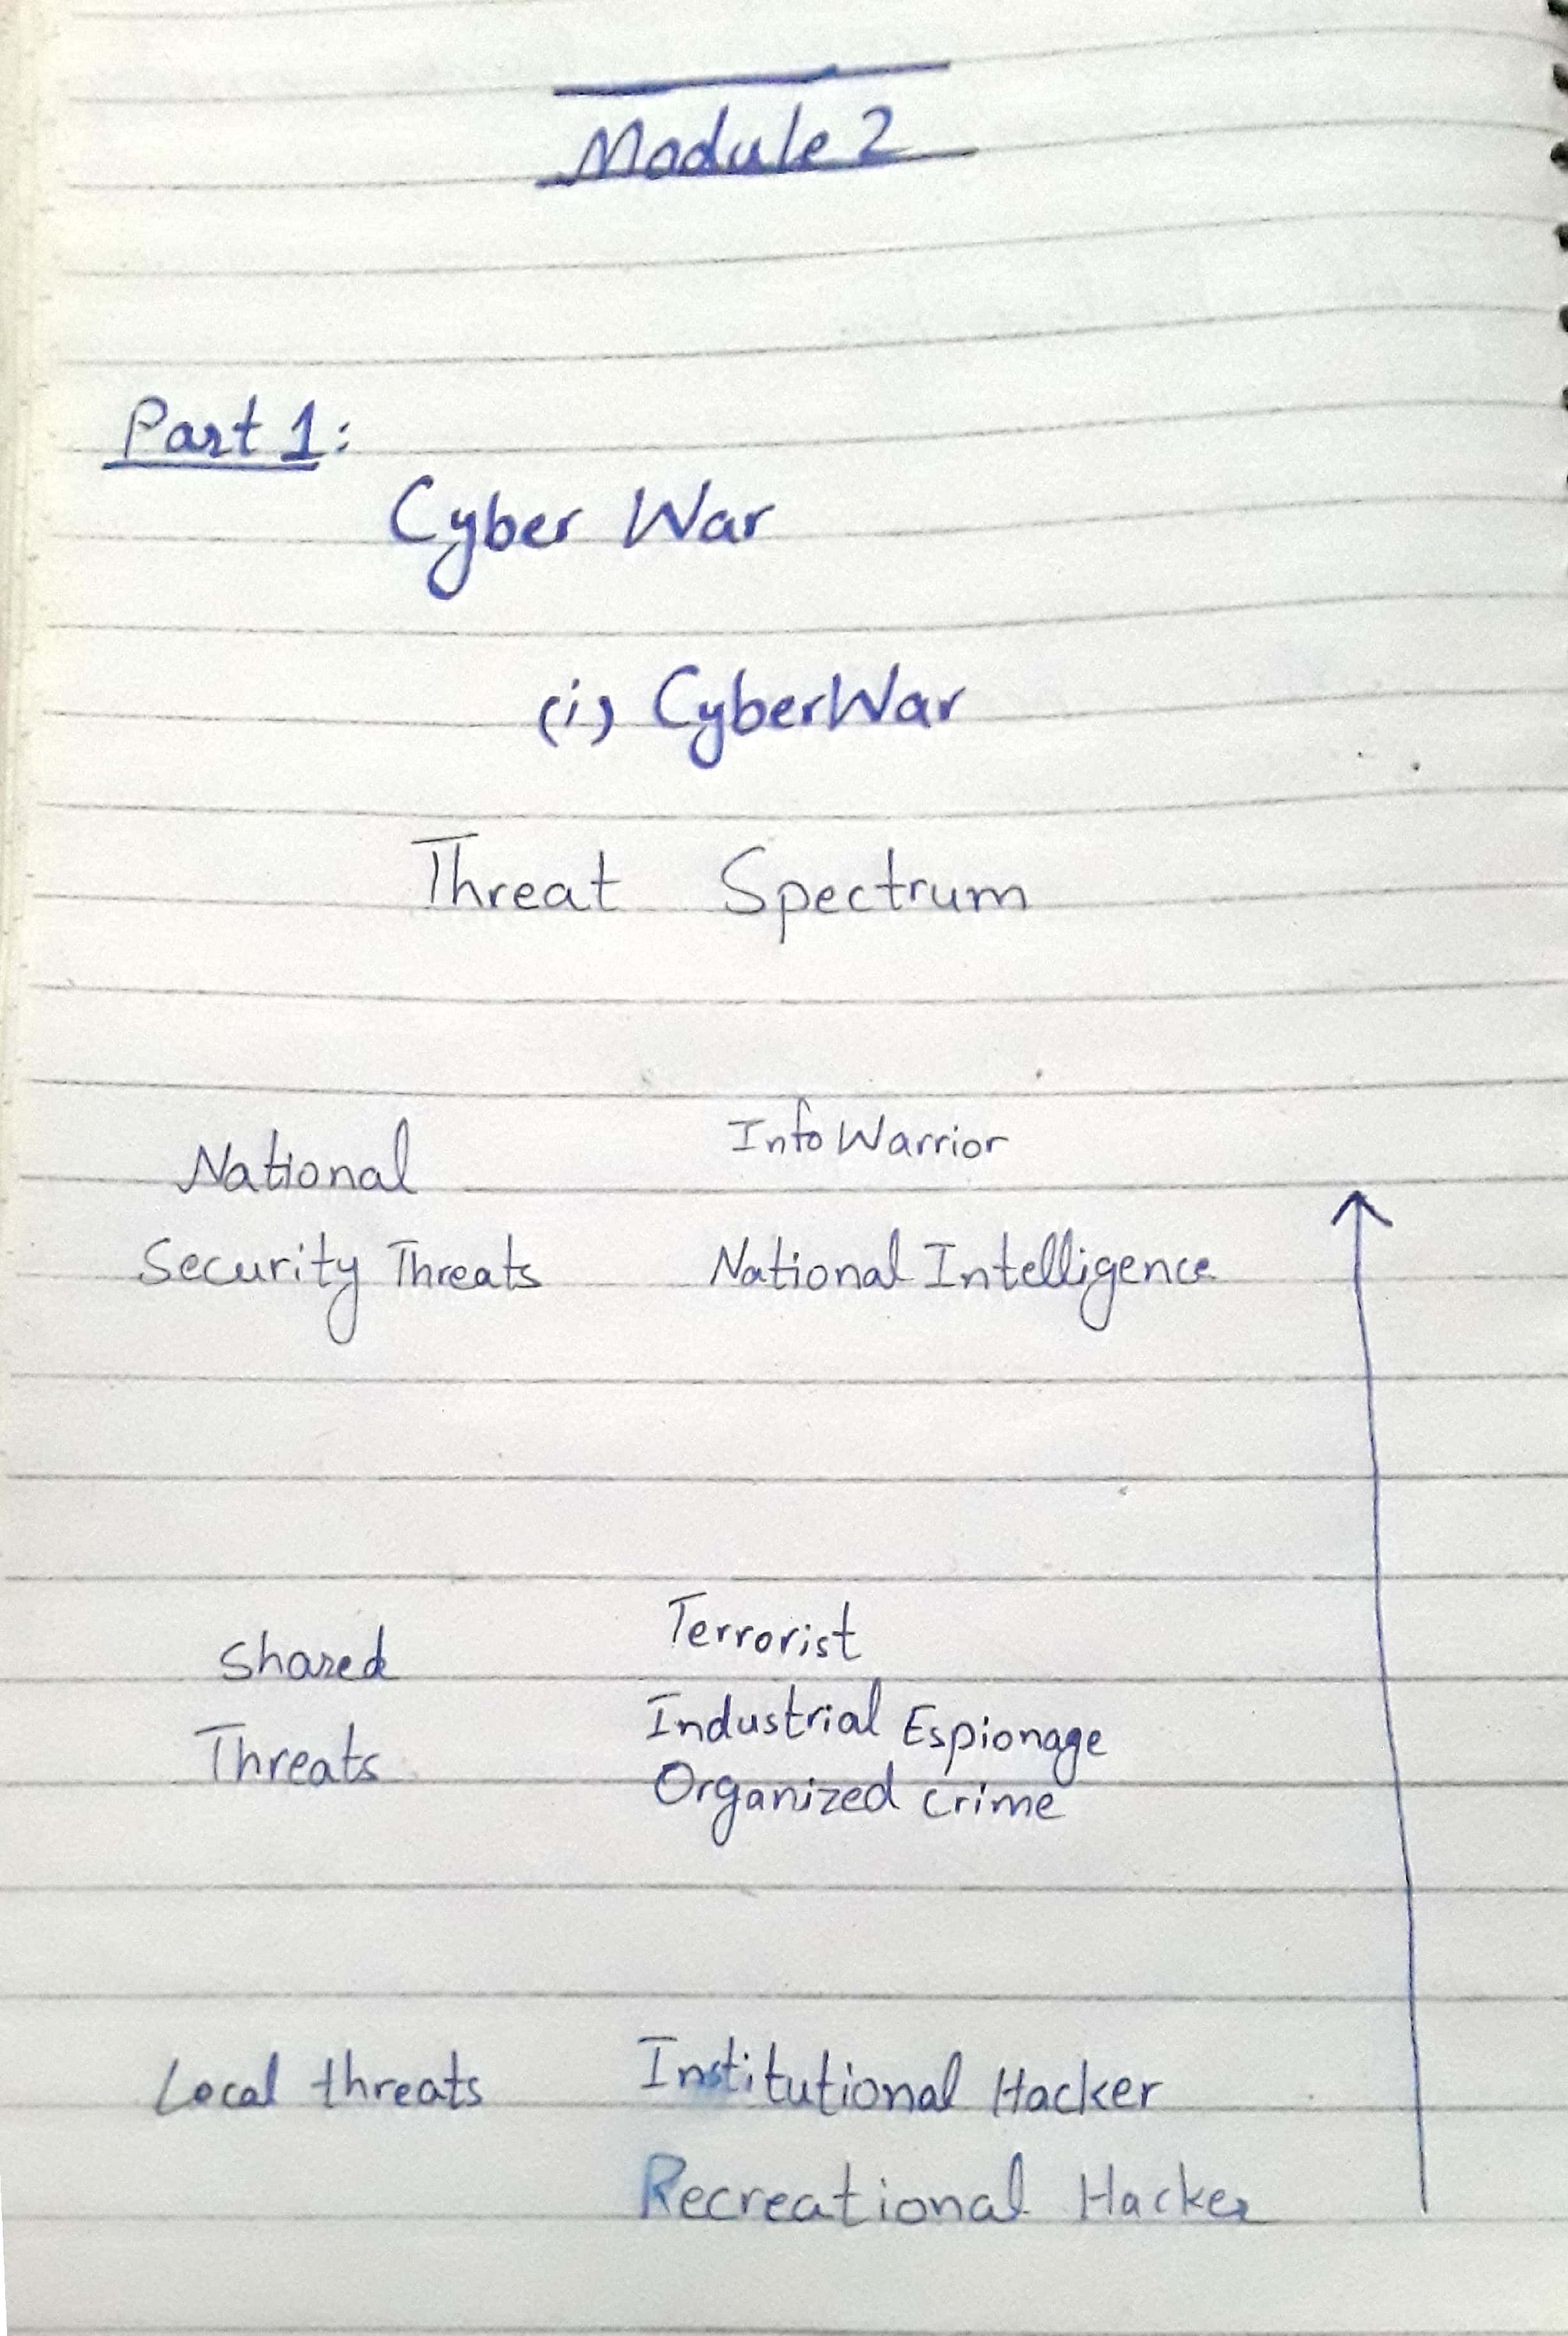 Module 2
Part 1:
Cyber War
(i) CyberWar
Threat Spectrum
National
Security Threats
Info Warrior
National Intelligence
Shared
Threats
Terrorist
Industrial Espionage
Organized crime
Local threats
Institutional Hacker
Recreational Hacker